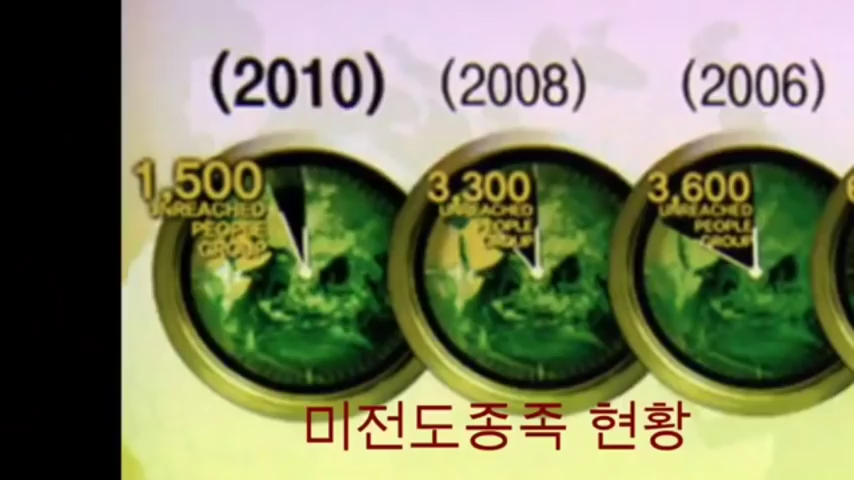 (2010) (2008) (2006)
1,500 3,300 3,600
UNREACHED UNREACHED UNREACHED
PEOPLE PEOPLE PEOPLE
GROUP GROUP GROUP
미전도종족 현황